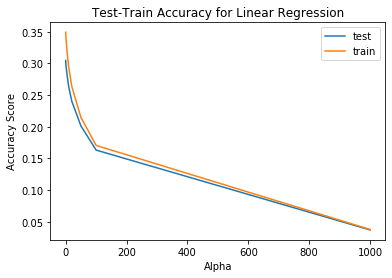 Test-Train Accuracy for Linear Regression
test
train
Accuracy Score
0.35
0.30
0.25
0.20
0.15
0.10
0.05
0
200
400
600
800
1000
Alpha